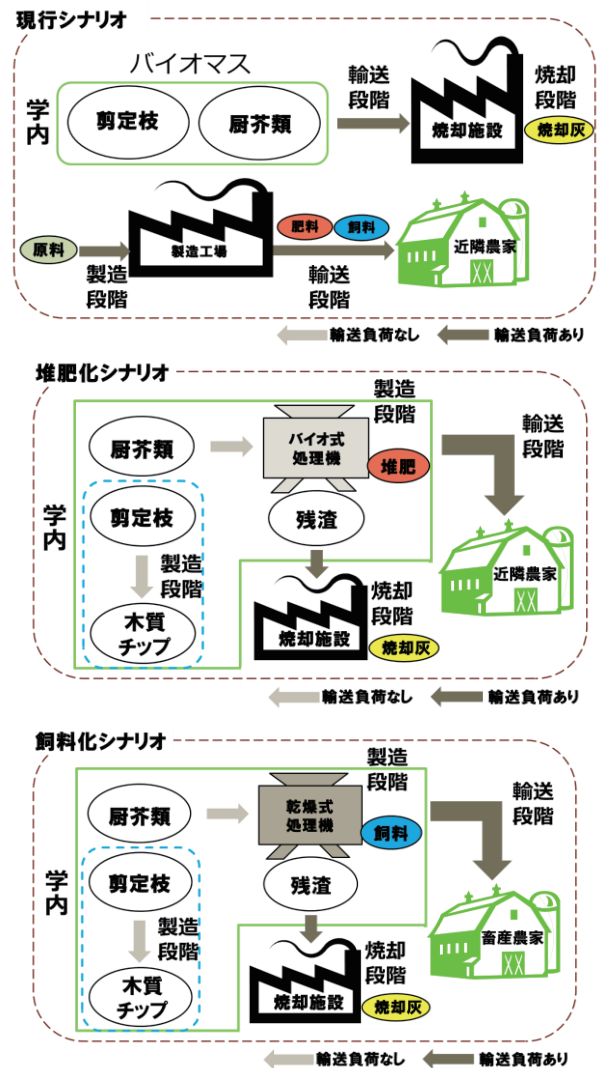 現行シナリオ
バイオマス
学内
剪定枝
厨芥類
輸送
段階
焼却施設
焼却
段階
焼却灰
原料
製造
段階
製造工場
肥料
飼料
輸送
段階
近隣農家
輸送負荷なし
輸送負荷あり
堆肥化シナリオ
学内
厨芥類
バイオ式
処理機
製造
段階
堆肥
輸送
段階
剪定枝
製造
段階
木質
チップ
残渣
焼却施設
焼却
段階
焼却灰
近隣農家
輸送負荷なし
輸送負荷あり
飼料化シナリオ
学内
厨芥類
乾燥式
処理機
製造
段階
飼料
輸送
段階
剪定枝
製造
段階
木質
チップ
残渣
焼却施設
焼却
段階
焼却灰
畜産農家
輸送負荷なし
輸送負荷あり